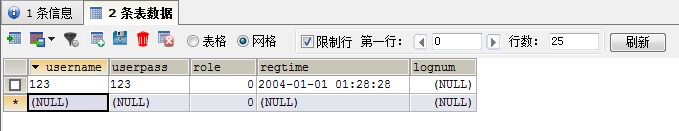 1 条信息 2 条表数据
表格 网格 限制行 第一行: 0 行数: 25 刷新
username userpass role regtime lognum
123 123 0 2004-01-01 01:28:28 (NULL)
* (NULL) (NULL) 0 (NULL) (NULL)